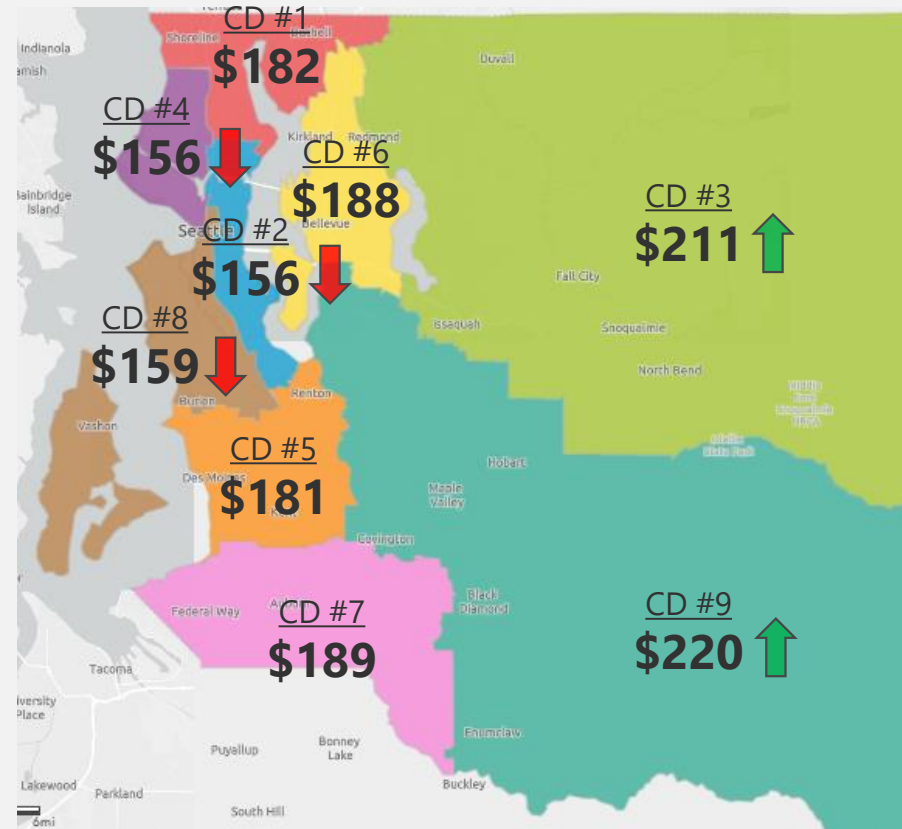 CD #1
$182
Indianola
Shoreline
Duvall
CD #4
$156
Kirkland
Redmond
CD #6
$188
Bainbridge
Island
Seattle
Bellevue
CD #2
$156
CD #3
$211
Fall City
Issaquah
Snoqualmie
North Bend
CD #8
$159
Burien
Renton
Vashon
CD #5
$181
Des Moines
Kent
Hobart
Maple
Valley
Covington
Black
Diamond
Federal Way
Auburn
CD #7
$189
CD #9
$220
Tacoma
iversity
Place
Enumclaw
Puyallup
Bonney
Lake
Buckley
Lakewood
Parkland
South Hill
6mi